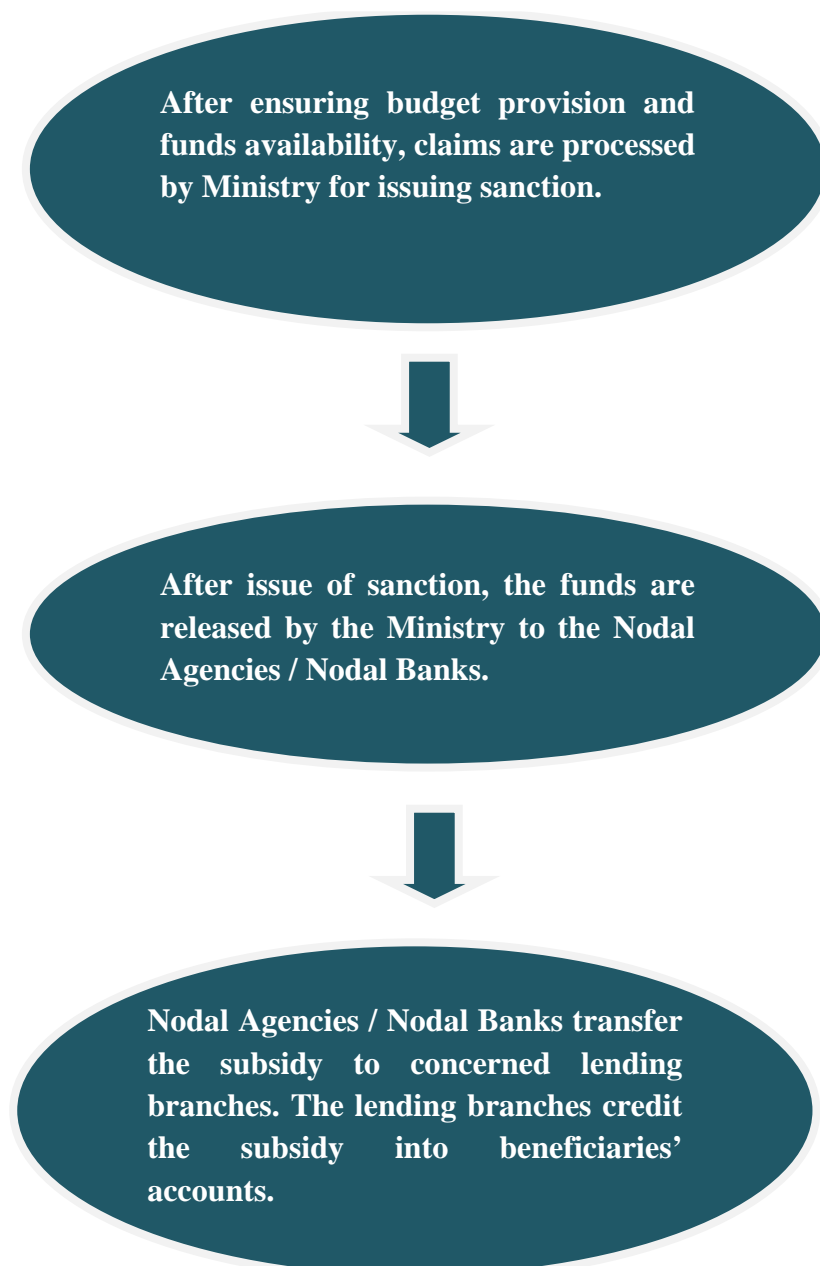 After ensuring budget provision and
funds availability, claims are processed
by Ministry for issuing sanction.
After issue of sanction, the funds are
released by the Ministry to the Nodal
Agencies / Nodal Banks.
Nodal Agencies / Nodal Banks transfer
the subsidy to concerned lending
branches. The lending branches credit
the subsidy into beneficiaries’
accounts.